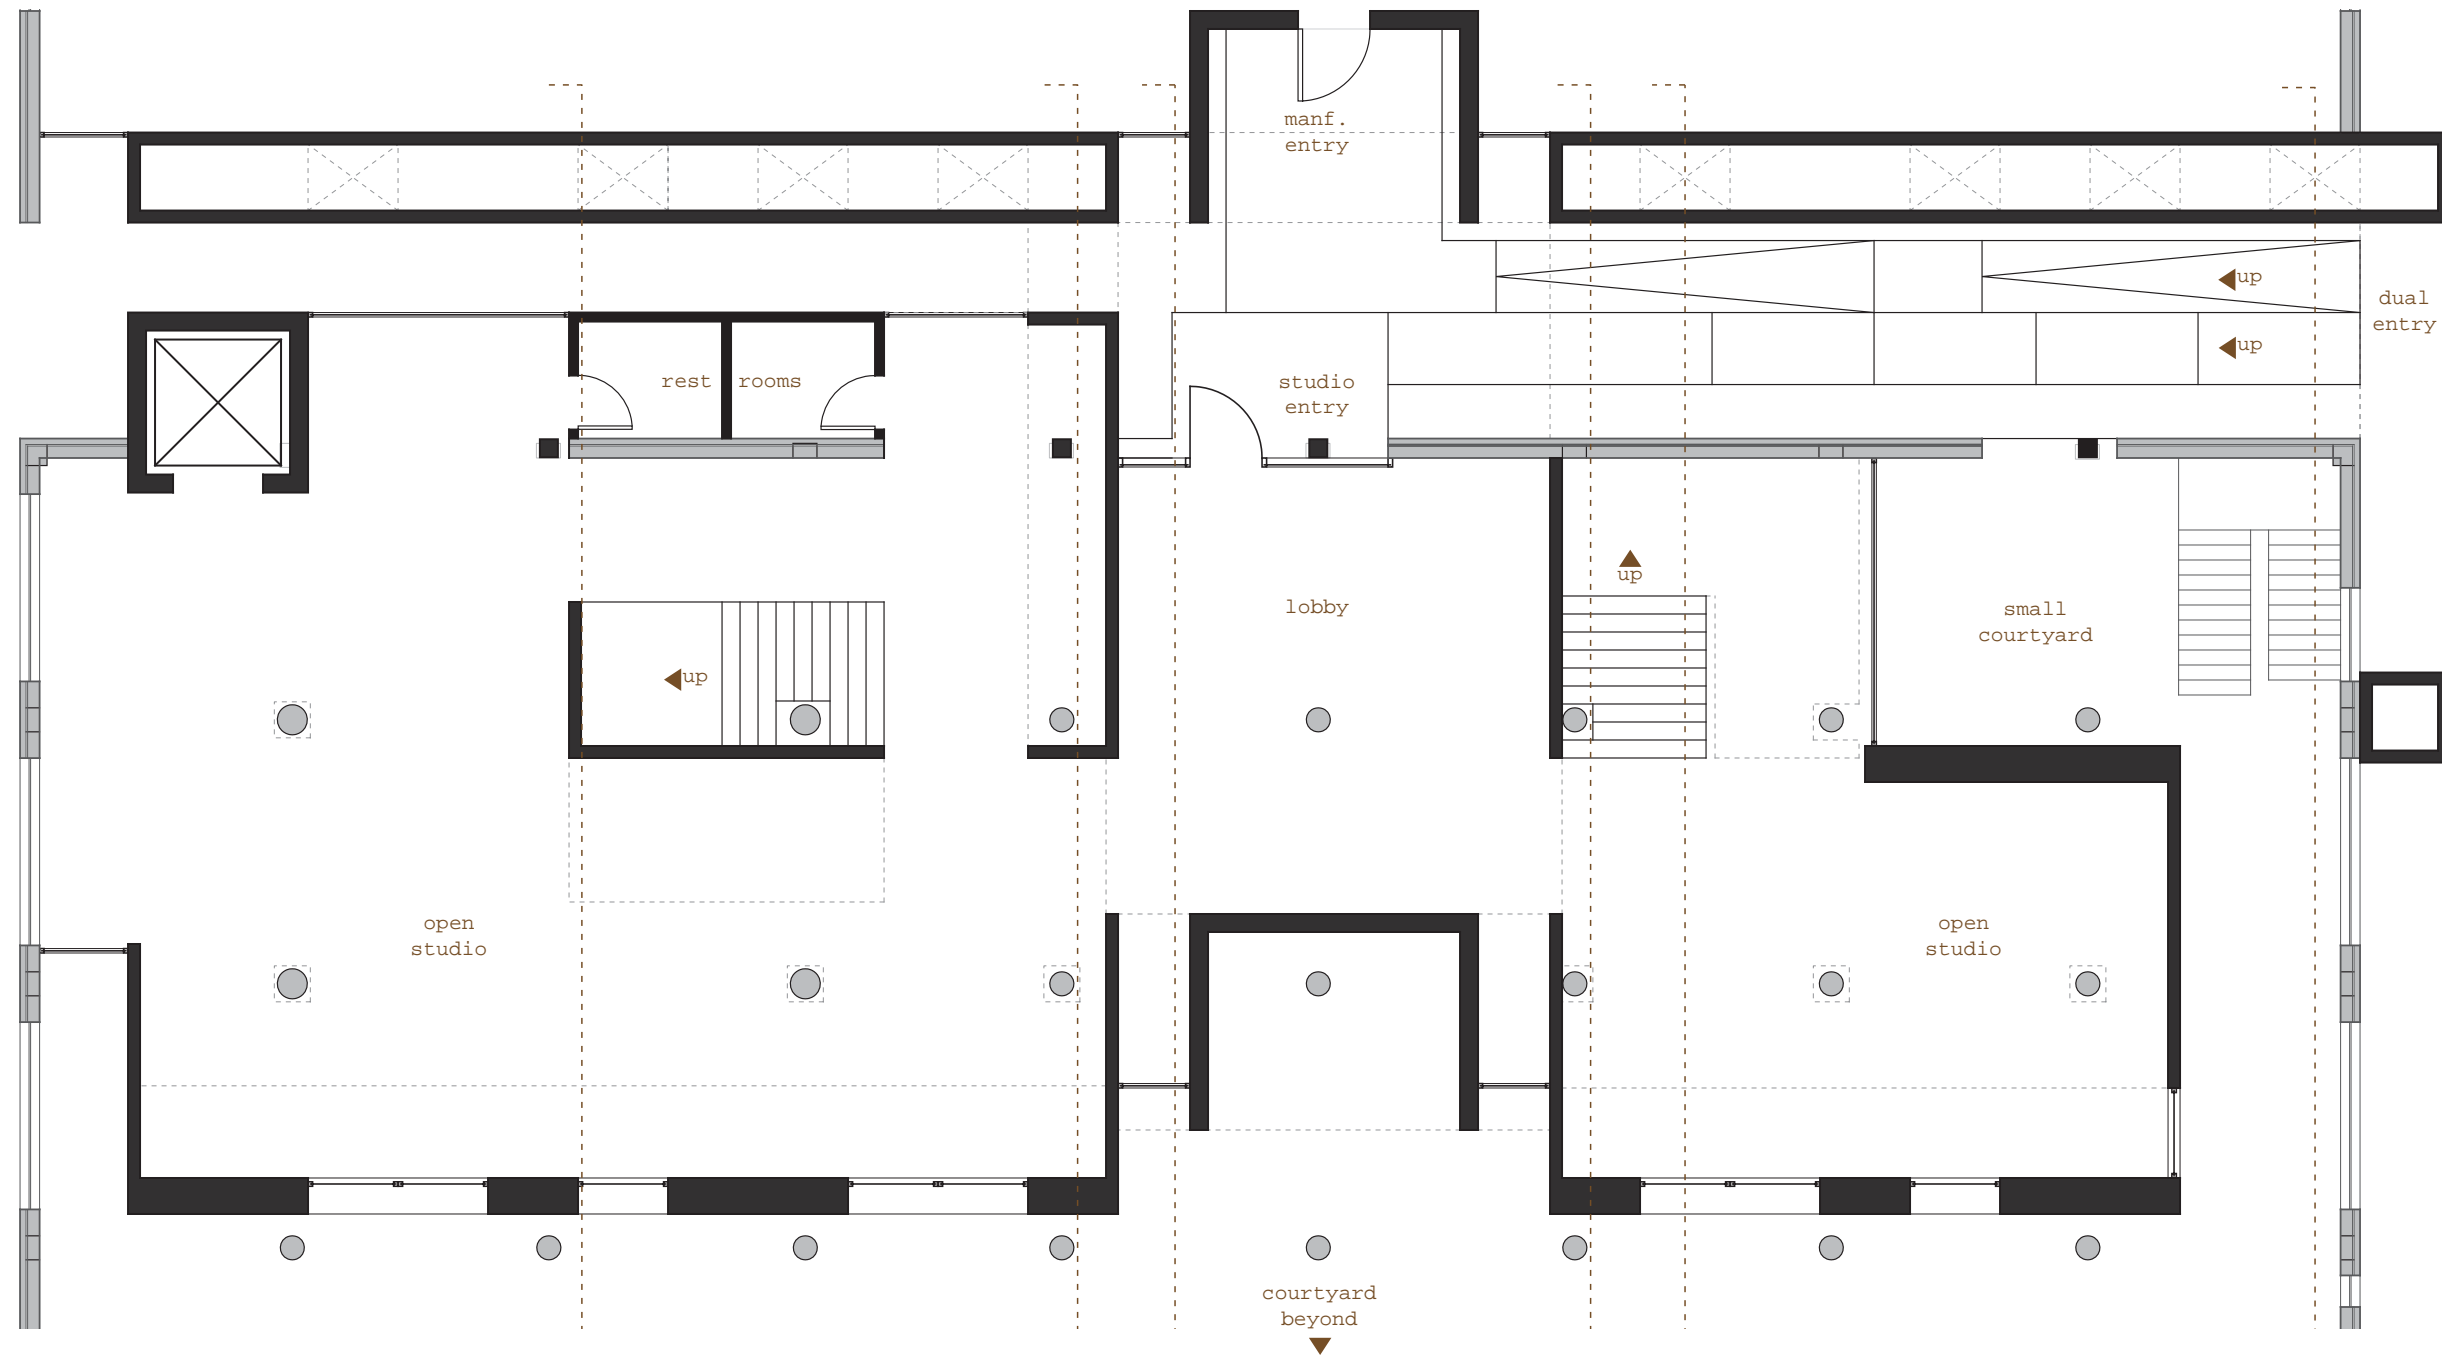 manf.
entry
up
dual
entry
up
rest rooms
studio
entry
up
lobby
small
courtyard
up
open
studio
open
studio
courtyard
beyond